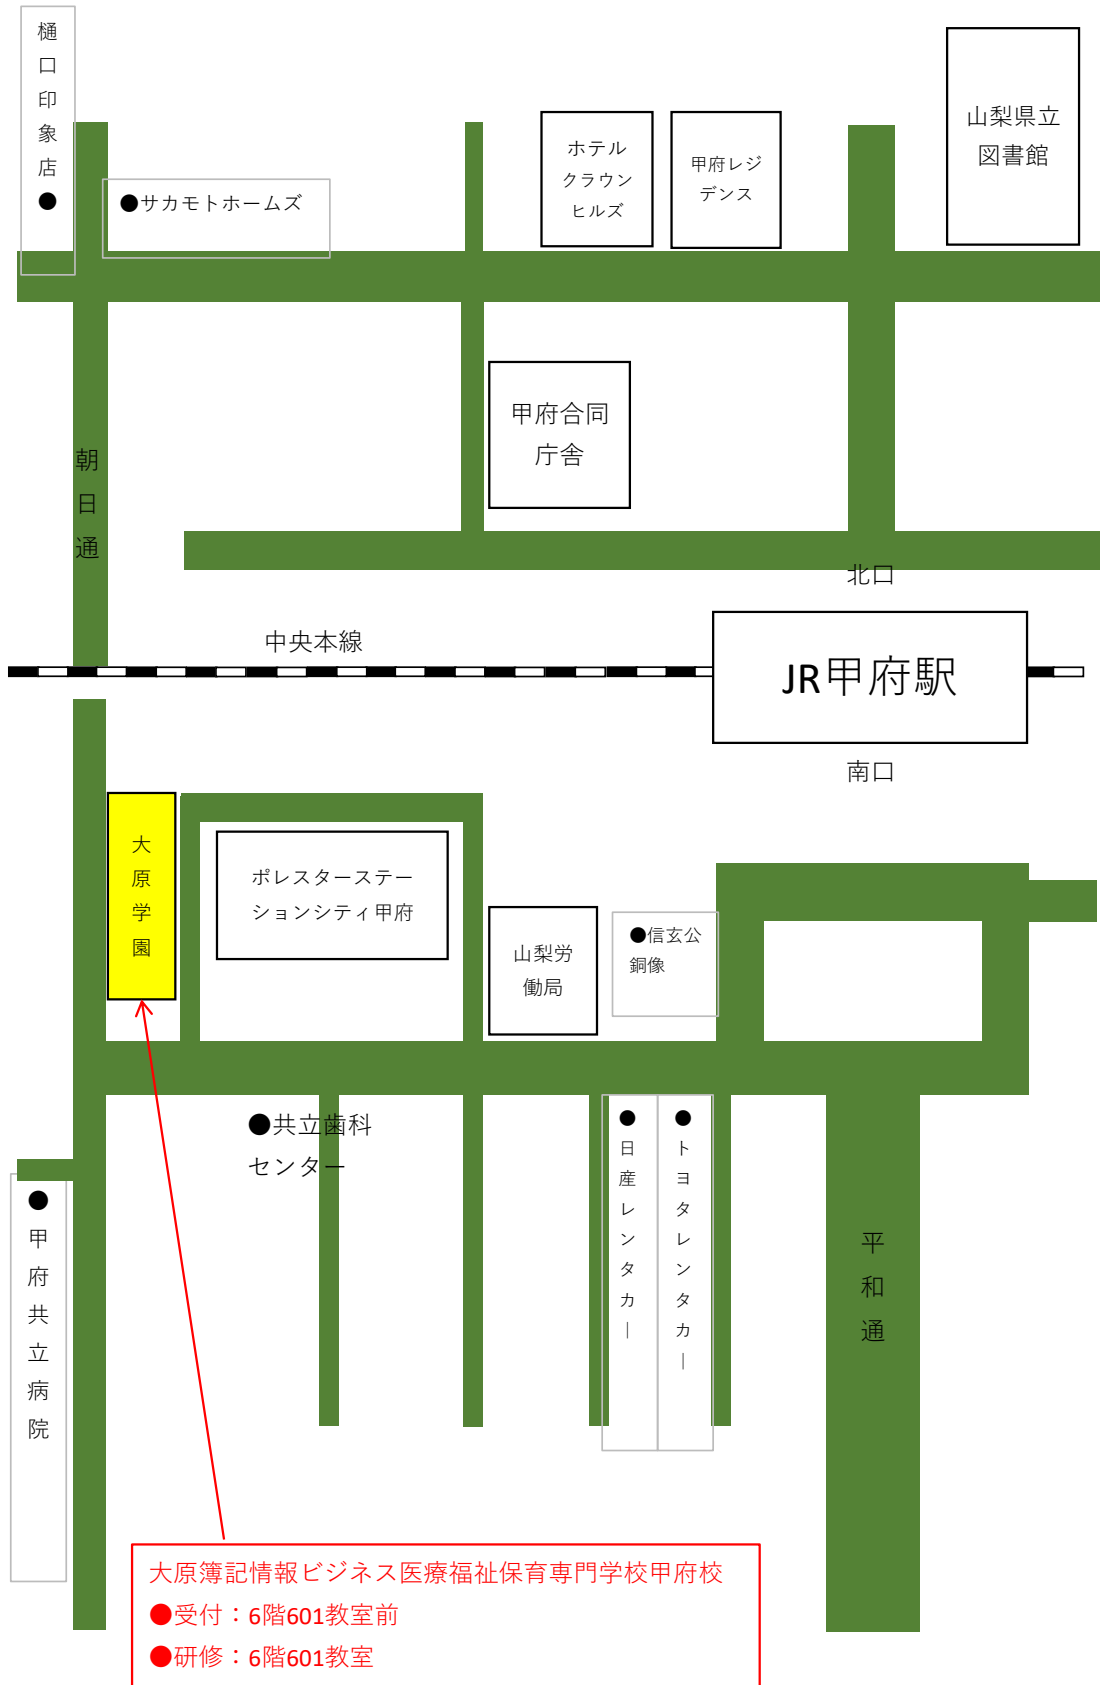 樋口印象店●
●サカモトホームズ
ホテル
クラウン
ヒルズ
甲府レジ
デンス
山梨県立
図書館
甲府合同
庁舎
朝日通
北口
中央本線
JR甲府駅
南口
大原学園
ポレスターステー
ションシティ甲府
山梨労
働局
●信玄公
銅像
●共立歯科
センター
●日産レンタカー
●トヨタレンタカー
平和通
●甲府共立病院
大原簿記情報ビジネス医療福祉保育専門学校甲府校
●受付：6階601教室前
●研修：6階601教室